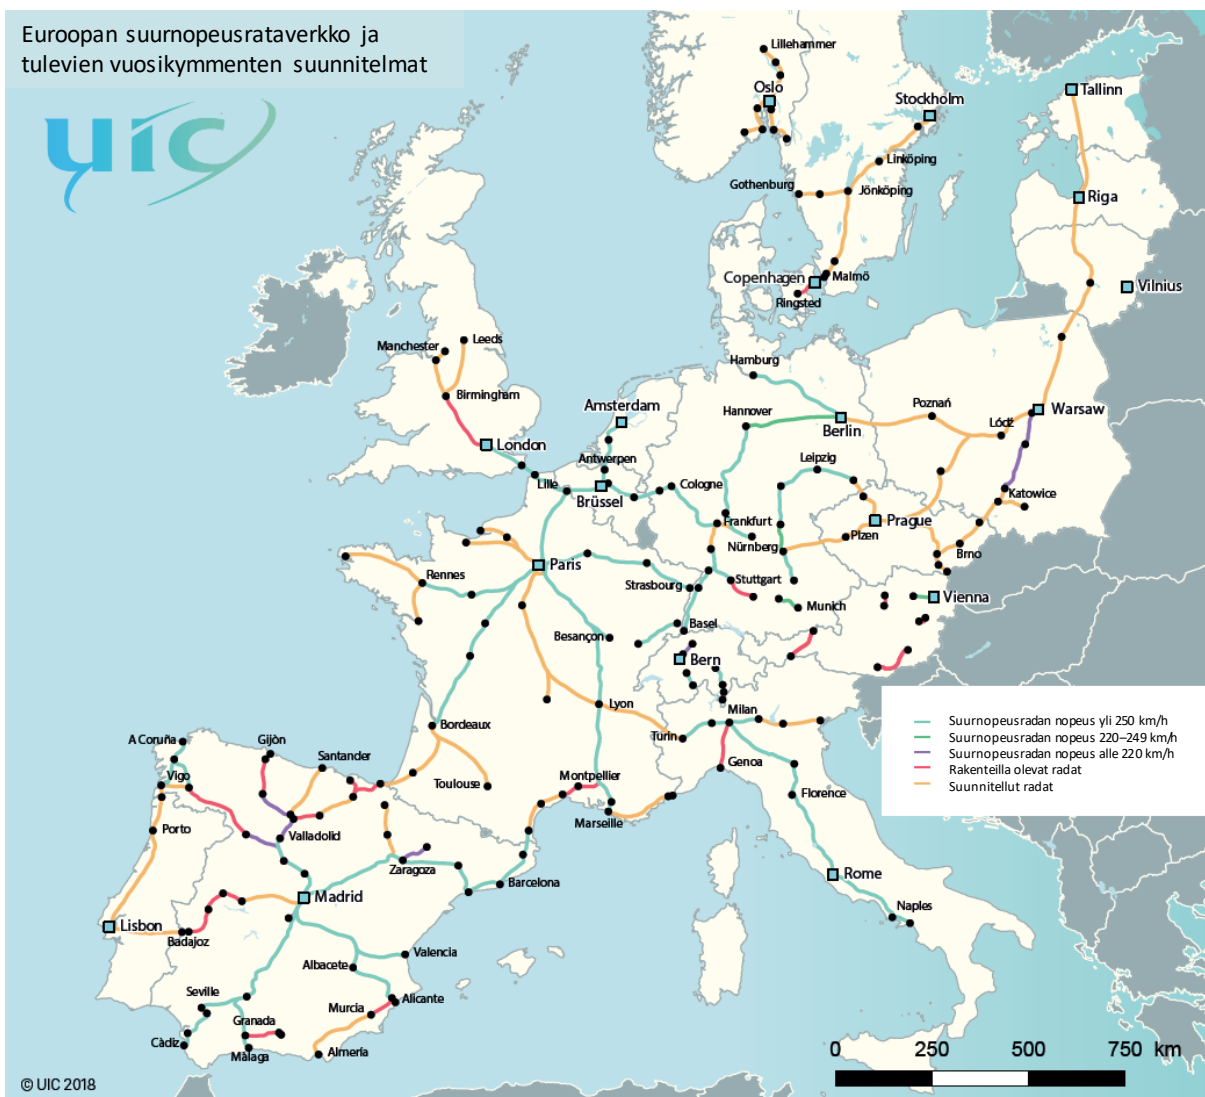 Euroopan suurnopeusrataverkko ja
tulevien vuosikymmenten suunnitelmat
uic
Lillehammer
Oslo
Stockholm
Tallinn
Linköping
Gothenburg
Jönköping
Riga
Copenhagen
Malmö
Ringsted
Vilnius
Manchester
Leeds
Hamburg
Birmingham
Amsterdam
Hannover
Poznań
Warsaw
Berlin
Łódź
London
Antwerpen
Leipzig
Lille
Cologne
Brüssel
Katowice
Frankfurt
Prague
Nürnberg
Plzen
Brno
Paris
Rennes
Strasbourg
Stuttgart
Vienna
Munich
Besançon
Basel
Bern
Lyon
Milan
Suurnopeusradan nopeus yli 250 km/h
Suurnopeusradan nopeus 220–249 km/h
Suurnopeusradan nopeus alle 220 km/h
Rakenteilla olevat radat
Suunnitellut radat
Bordeaux
Turin
A Coruña
Gijòn
Santander
Genoa
Vigo
Toulouse
Montpellier
Florence
Marseille
Porto
Valladolid
Zaragoza
Barcelona
Rome
Madrid
Naples
Lisbon
Badajoz
Valencia
Albacete
Seville
Alicante
Murcia
Granada
Càdiz
Màlaga
Almería
0 250 500 750 km
© UIC 2018